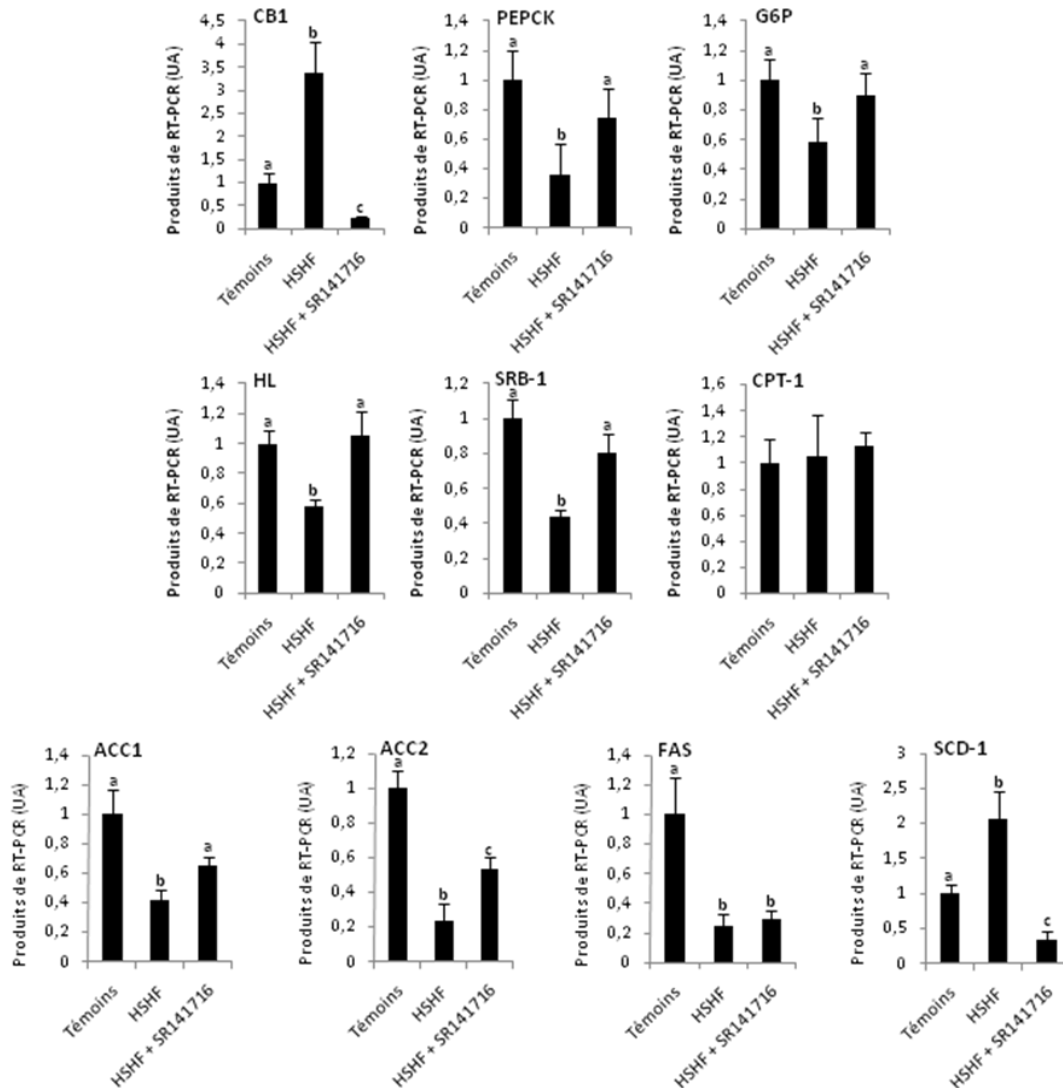 CB1
Produits de RT-PCR (UA)
4,5
4
3,5
3
2,5
2
1,5
1
0,5
0
a
b
c
Témoins
HSHF
HSHF + SR141716
PEPCK
Produits de RT-PCR (UA)
1,4
1,2
1
0,8
0,6
0,4
0,2
0
a
b
a
Témoins
HSHF
HSHF + SR141716
G6P
Produits de RT-PCR (UA)
1,4
1,2
1
0,8
0,6
0,4
0,2
0
a
b
a
Témoins
HSHF
HSHF + SR141716
HL
Produits de RT-PCR (UA)
1,4
1,2
1
0,8
0,6
0,4
0,2
0
a
b
a
Témoins
HSHF
HSHF + SR141716
SRB-1
Produits de RT-PCR (UA)
1,2
1
0,8
0,6
0,4
0,2
0
a
b
a
Témoins
HSHF
HSHF + SR141716
CPT-1
Produits de RT-PCR (UA)
1,6
1,4
1,2
1
0,8
0,6
0,4
0,2
0
Témoins
HSHF
HSHF + SR141716
ACC1
Produits de RT-PCR (UA)
1,4
1,2
1
0,8
0,6
0,4
0,2
0
a
b
a
Témoins
HSHF
HSHF + SR141716
ACC2
Produits de RT-PCR (UA)
1,2
1
0,8
0,6
0,4
0,2
0
a
b
c
Témoins
HSHF
HSHF + SR141716
FAS
Produits de RT-PCR (UA)
1,4
1,2
1
0,8
0,6
0,4
0,2
0
a
b
b
Témoins
HSHF
HSHF + SR141716
SCD-1
Produits de RT-PCR (UA)
3
2,5
2
1,5
1
0,5
0
a
b
c
Témoins
HSHF
HSHF + SR141716